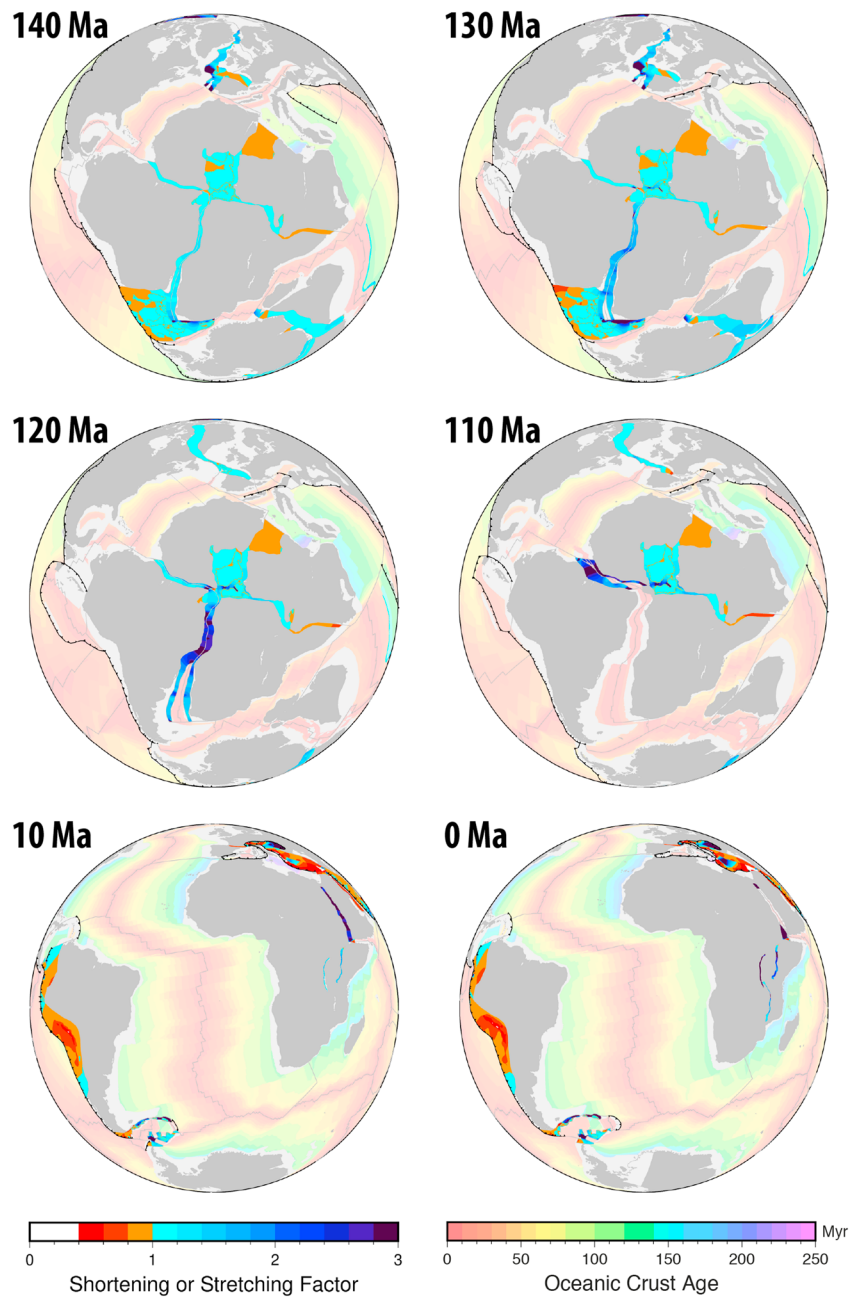 140 Ma
130 Ma
120 Ma
110 Ma
10 Ma
0 Ma
0 1 2 3
Shortening or Stretching Factor
0 50 100 150 200 250 Myr
Oceanic Crust Age